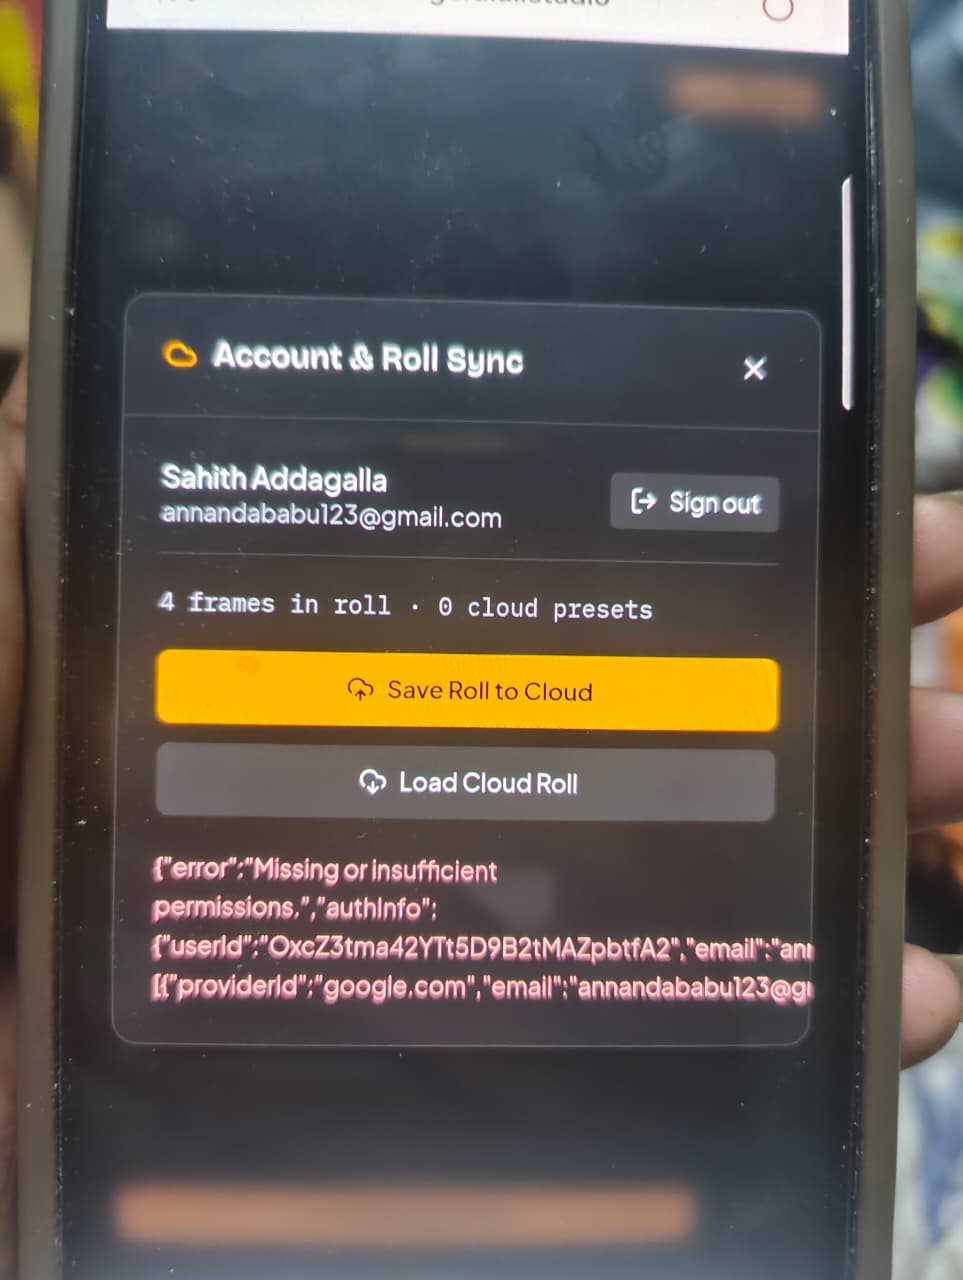 Account & Roll Sync
Sahith Addagalla
annandababu123@gmail.com
Sign out
4 frames in roll · 0 cloud presets
Save Roll to Cloud
Load Cloud Roll
{"error":"Missing or insufficient
permissions.","authInfo":
{"userId":"OxcZ3tma42YTt5D9B2tMAZpbtfA2","email":"ann
[{"providerId":"google.com","email":"annandababu123@g